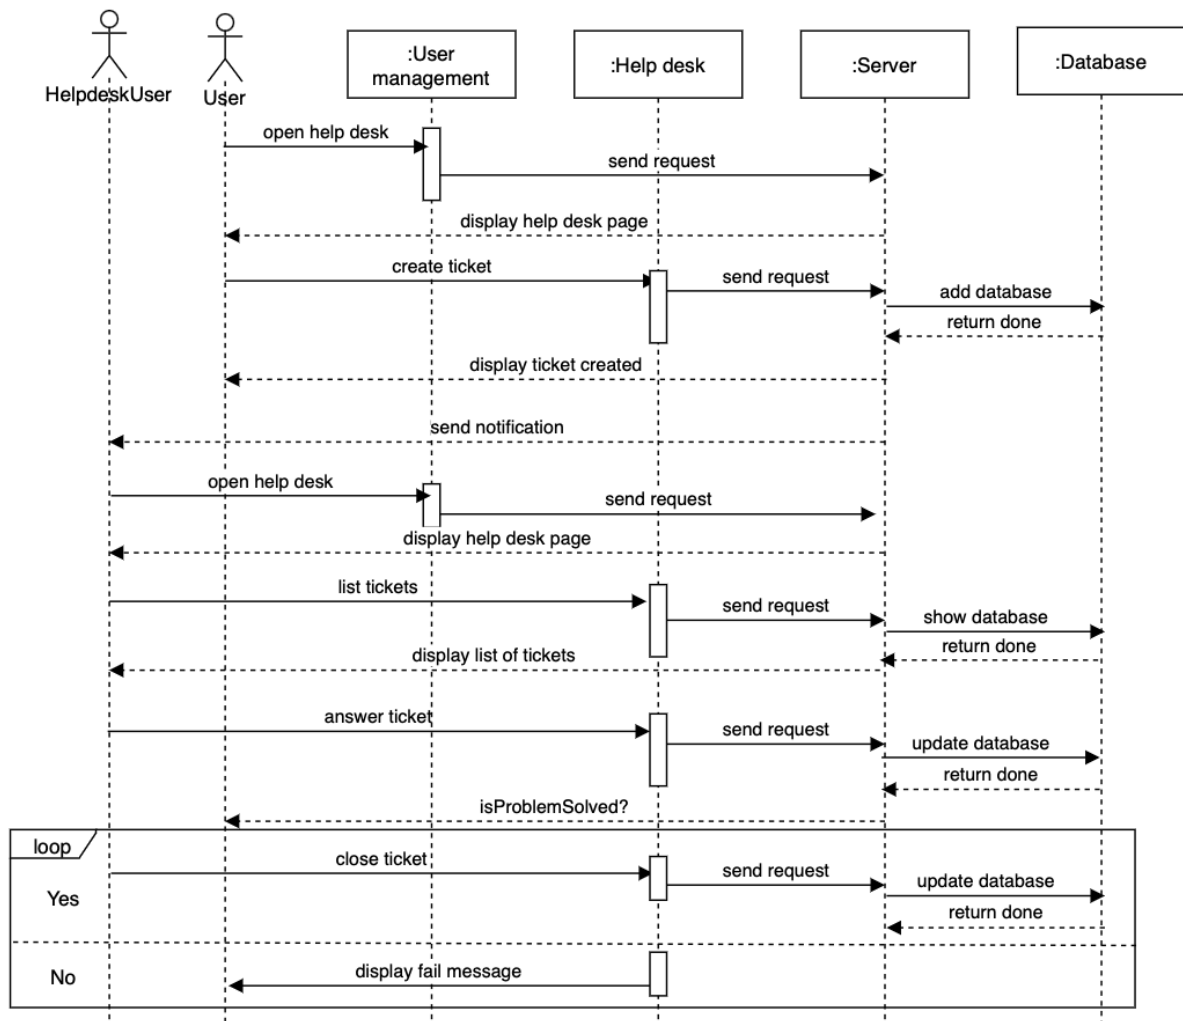 HelpdeskUser
User
:User
management
:Help desk
:Server
:Database
open help desk
send request
display help desk page
create ticket
send request
add database
return done
display ticket created
send notification
open help desk
send request
display help desk page
list tickets
send request
show database
return done
display list of tickets
answer ticket
send request
update database
return done
isProblemSolved?
loop
close ticket
send request
update database
Yes
return done
No
display fail message